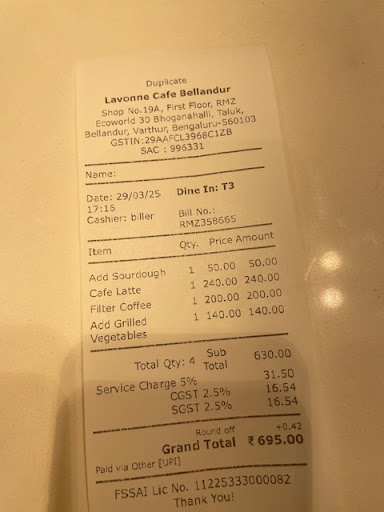 Duplicate
Lavonne Cafe Bellandur
Shop No.19A, First Floor, RMZ
Ecoworld 30 Bhoganahalli, Taluk,
Bellandur, Varthur, Bengaluru-560103
GSTIN:29AAFCL3968C1ZB
SAC : 996331
Name:
Date: 29/03/25 Dine In: T3
17:16
Cashier: biller Bill No.:
RMZ358665
Item Qty. Price Amount
Add Sourdough 1 50.00 50.00
Cafe Latte 1 240.00 240.00
Filter Coffee 1 200.00 200.00
Add Grilled 1 140.00 140.00
Vegetables
Total Qty: 4 Sub 630.00
Total
Service Charge 5% 31.50
CGST 2.5% 16.54
SGST 2.5% 16.54
Round off +0.42
Grand Total ₹ 695.00
Paid via Other [UPI]
FSSAI Lic No. 11225333000082
Thank You!